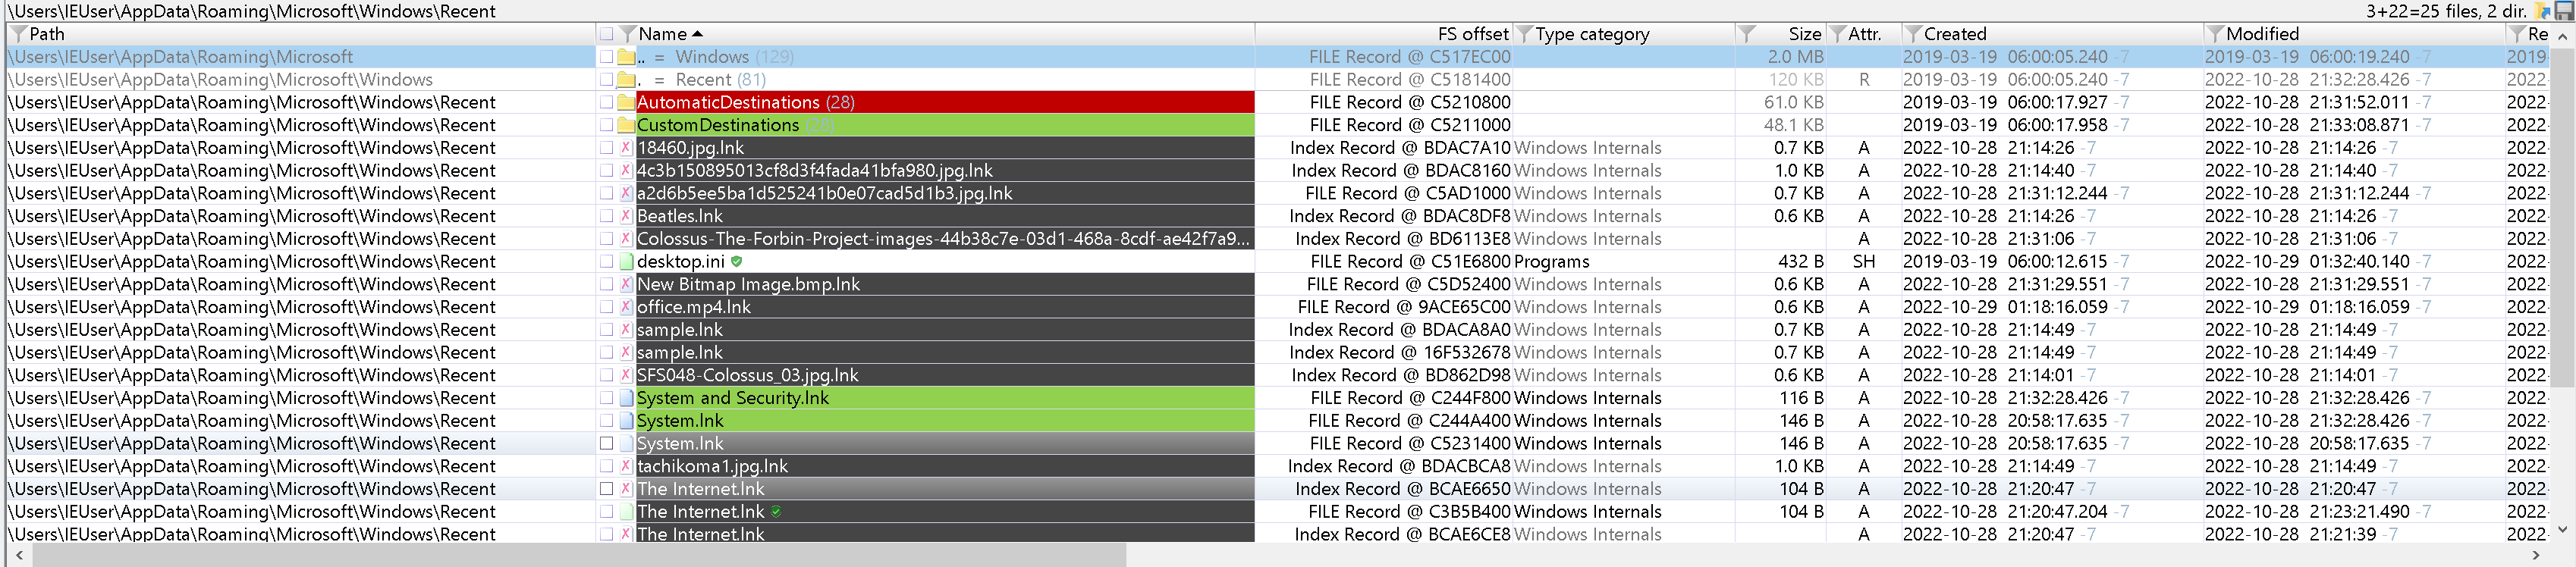 \Users\IEUser\AppData\Roaming\Microsoft\Windows\Recent 3+22=25 files, 2 dir.
Path Name FS offset Type category Size Attr. Created Modified Re
\Users\IEUser\AppData\Roaming\Microsoft .. = Windows (129) FILE Record @ C517EC00 2.0 MB 2019-03-19 06:00:05.240 -7 2019-03-19 06:00:19.240 -7 2019-
\Users\IEUser\AppData\Roaming\Microsoft\Windows . = Recent (81) FILE Record @ C5181400 120 KB R 2019-03-19 06:00:05.240 -7 2022-10-28 21:32:28.426 -7 2022-
\Users\IEUser\AppData\Roaming\Microsoft\Windows\Recent AutomaticDestinations (28) FILE Record @ C5210800 61.0 KB 2019-03-19 06:00:17.927 -7 2022-10-28 21:31:52.011 -7 2022-
\Users\IEUser\AppData\Roaming\Microsoft\Windows\Recent CustomDestinations (28) FILE Record @ C5211000 48.1 KB 2019-03-19 06:00:17.958 -7 2022-10-28 21:33:08.871 -7 2022-
\Users\IEUser\AppData\Roaming\Microsoft\Windows\Recent 18460.jpg.lnk Index Record @ BDAC7A10 Windows Internals 0.7 KB A 2022-10-28 21:14:26 -7 2022-10-28 21:14:26 -7 2022-
\Users\IEUser\AppData\Roaming\Microsoft\Windows\Recent 4c3b150895013cf8d3f4fada41bfa980.jpg.lnk Index Record @ BDAC8160 Windows Internals 1.0 KB A 2022-10-28 21:14:40 -7 2022-10-28 21:14:40 -7 2022-
\Users\IEUser\AppData\Roaming\Microsoft\Windows\Recent a2d6b5ee5ba1d525241b0e07cad5d1b3.jpg.lnk FILE Record @ C5AD1000 Windows Internals 0.7 KB A 2022-10-28 21:31:12.244 -7 2022-10-28 21:31:12.244 -7 2022-
\Users\IEUser\AppData\Roaming\Microsoft\Windows\Recent Beatles.lnk Index Record @ BDAC8DF8 Windows Internals 0.6 KB A 2022-10-28 21:14:26 -7 2022-10-28 21:14:26 -7 2022-
\Users\IEUser\AppData\Roaming\Microsoft\Windows\Recent Colossus-The-Forbin-Project-images-44b38c7e-03d1-468a-8cdf-ae42f7a9... Index Record @ BD6113E8 Windows Internals A 2022-10-28 21:31:06 -7 2022-10-28 21:31:06 -7 2022-
\Users\IEUser\AppData\Roaming\Microsoft\Windows\Recent desktop.ini FILE Record @ C51E6800 Programs 432 B SH 2019-03-19 06:00:12.615 -7 2022-10-29 01:32:40.140 -7 2022-
\Users\IEUser\AppData\Roaming\Microsoft\Windows\Recent New Bitmap Image.bmp.lnk FILE Record @ C5D52400 Windows Internals 0.6 KB A 2022-10-28 21:31:29.551 -7 2022-10-28 21:31:29.551 -7 2022-
\Users\IEUser\AppData\Roaming\Microsoft\Windows\Recent office.mp4.lnk FILE Record @ 9ACE65C00 Windows Internals 0.6 KB A 2022-10-29 01:18:16.059 -7 2022-10-29 01:18:16.059 -7 2022-
\Users\IEUser\AppData\Roaming\Microsoft\Windows\Recent sample.lnk Index Record @ BDACA8A0 Windows Internals 0.7 KB A 2022-10-28 21:14:49 -7 2022-10-28 21:14:49 -7 2022-
\Users\IEUser\AppData\Roaming\Microsoft\Windows\Recent sample.lnk Index Record @ 16F532678 Windows Internals 0.7 KB A 2022-10-28 21:14:49 -7 2022-10-28 21:14:49 -7 2022-
\Users\IEUser\AppData\Roaming\Microsoft\Windows\Recent SFS048-Colossus_03.jpg.lnk Index Record @ BD862D98 Windows Internals 0.6 KB A 2022-10-28 21:14:01 -7 2022-10-28 21:14:01 -7 2022-
\Users\IEUser\AppData\Roaming\Microsoft\Windows\Recent System and Security.lnk FILE Record @ C244F800 Windows Internals 116 B A 2022-10-28 21:32:28.426 -7 2022-10-28 21:32:28.426 -7 2022-
\Users\IEUser\AppData\Roaming\Microsoft\Windows\Recent System.lnk FILE Record @ C244A400 Windows Internals 146 B A 2022-10-28 20:58:17.635 -7 2022-10-28 21:32:28.426 -7 2022-
\Users\IEUser\AppData\Roaming\Microsoft\Windows\Recent System.lnk FILE Record @ C5231400 Windows Internals 146 B A 2022-10-28 20:58:17.635 -7 2022-10-28 20:58:17.635 -7 2022-
\Users\IEUser\AppData\Roaming\Microsoft\Windows\Recent tachikoma1.jpg.lnk Index Record @ BDACBCA8 Windows Internals 1.0 KB A 2022-10-28 21:14:49 -7 2022-10-28 21:14:49 -7 2022-
\Users\IEUser\AppData\Roaming\Microsoft\Windows\Recent The Internet.lnk Index Record @ BCAE6650 Windows Internals 104 B A 2022-10-28 21:20:47 -7 2022-10-28 21:20:47 -7 2022-
\Users\IEUser\AppData\Roaming\Microsoft\Windows\Recent The Internet.lnk FILE Record @ C3B5B400 Windows Internals 104 B A 2022-10-28 21:20:47.204 -7 2022-10-28 21:23:21.490 -7 2022-
\Users\IEUser\AppData\Roaming\Microsoft\Windows\Recent The Internet.lnk Index Record @ BCAE6CE8 Windows Internals A 2022-10-28 21:20:47 -7 2022-10-28 21:21:39 -7 2022-